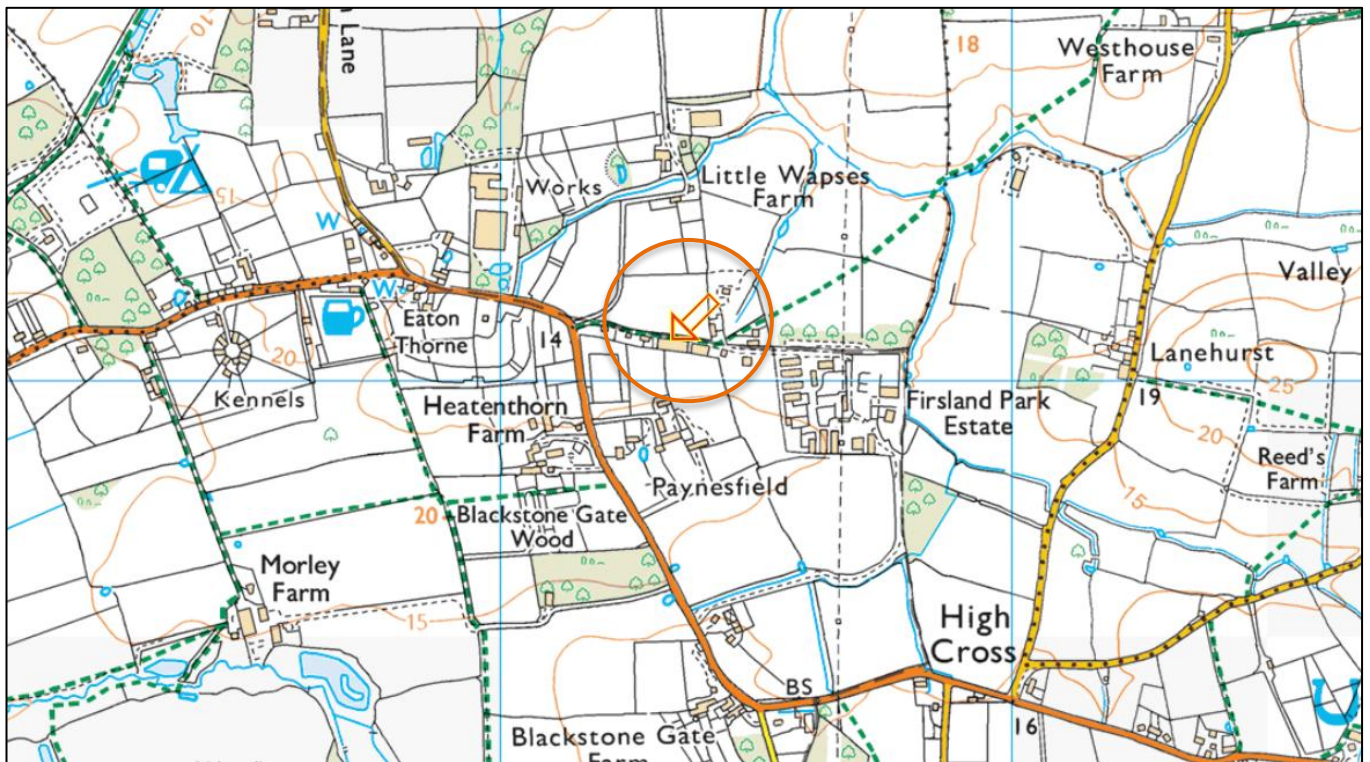 10
Lane
18
Westhouse
Farm
15
W
Works
Little Wapses
Farm
Valley
W
Eaton
Thorne
14
20
Kennels
Lanehurst
25
19
Heatenthorn
Farm
Firsland Park
Estate
20
Reed's
Farm
Paynesfield
15
20
Blackstone Gate
Wood
Morley
Farm
15
High
Cross
BS
16
Blackstone Gate
Farm